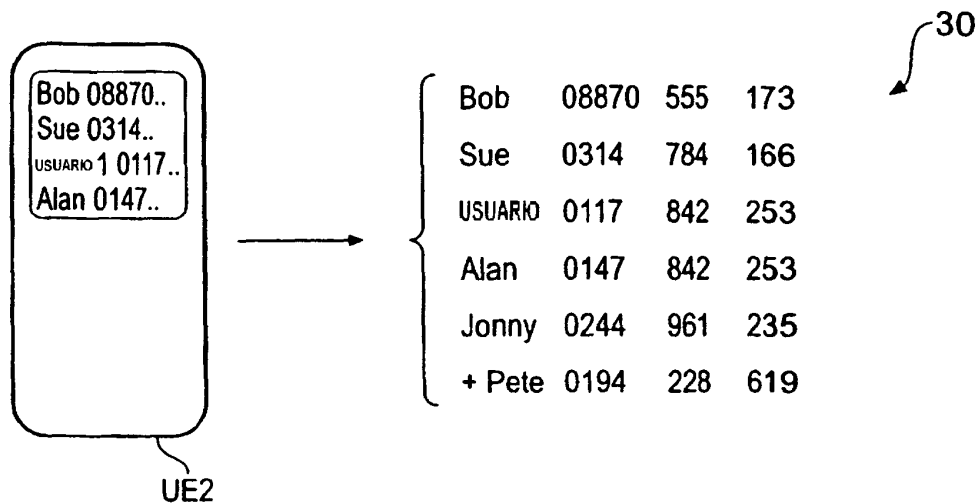 30
Bob 08870..
Sue 0314..
USUARIO 1 0117..
Alan 0147..
Bob 08870 555 173
Sue 0314 784 166
USUARIO 0117 842 253
Alan 0147 842 253
Jonny 0244 961 235
+ Pete 0194 228 619
UE2